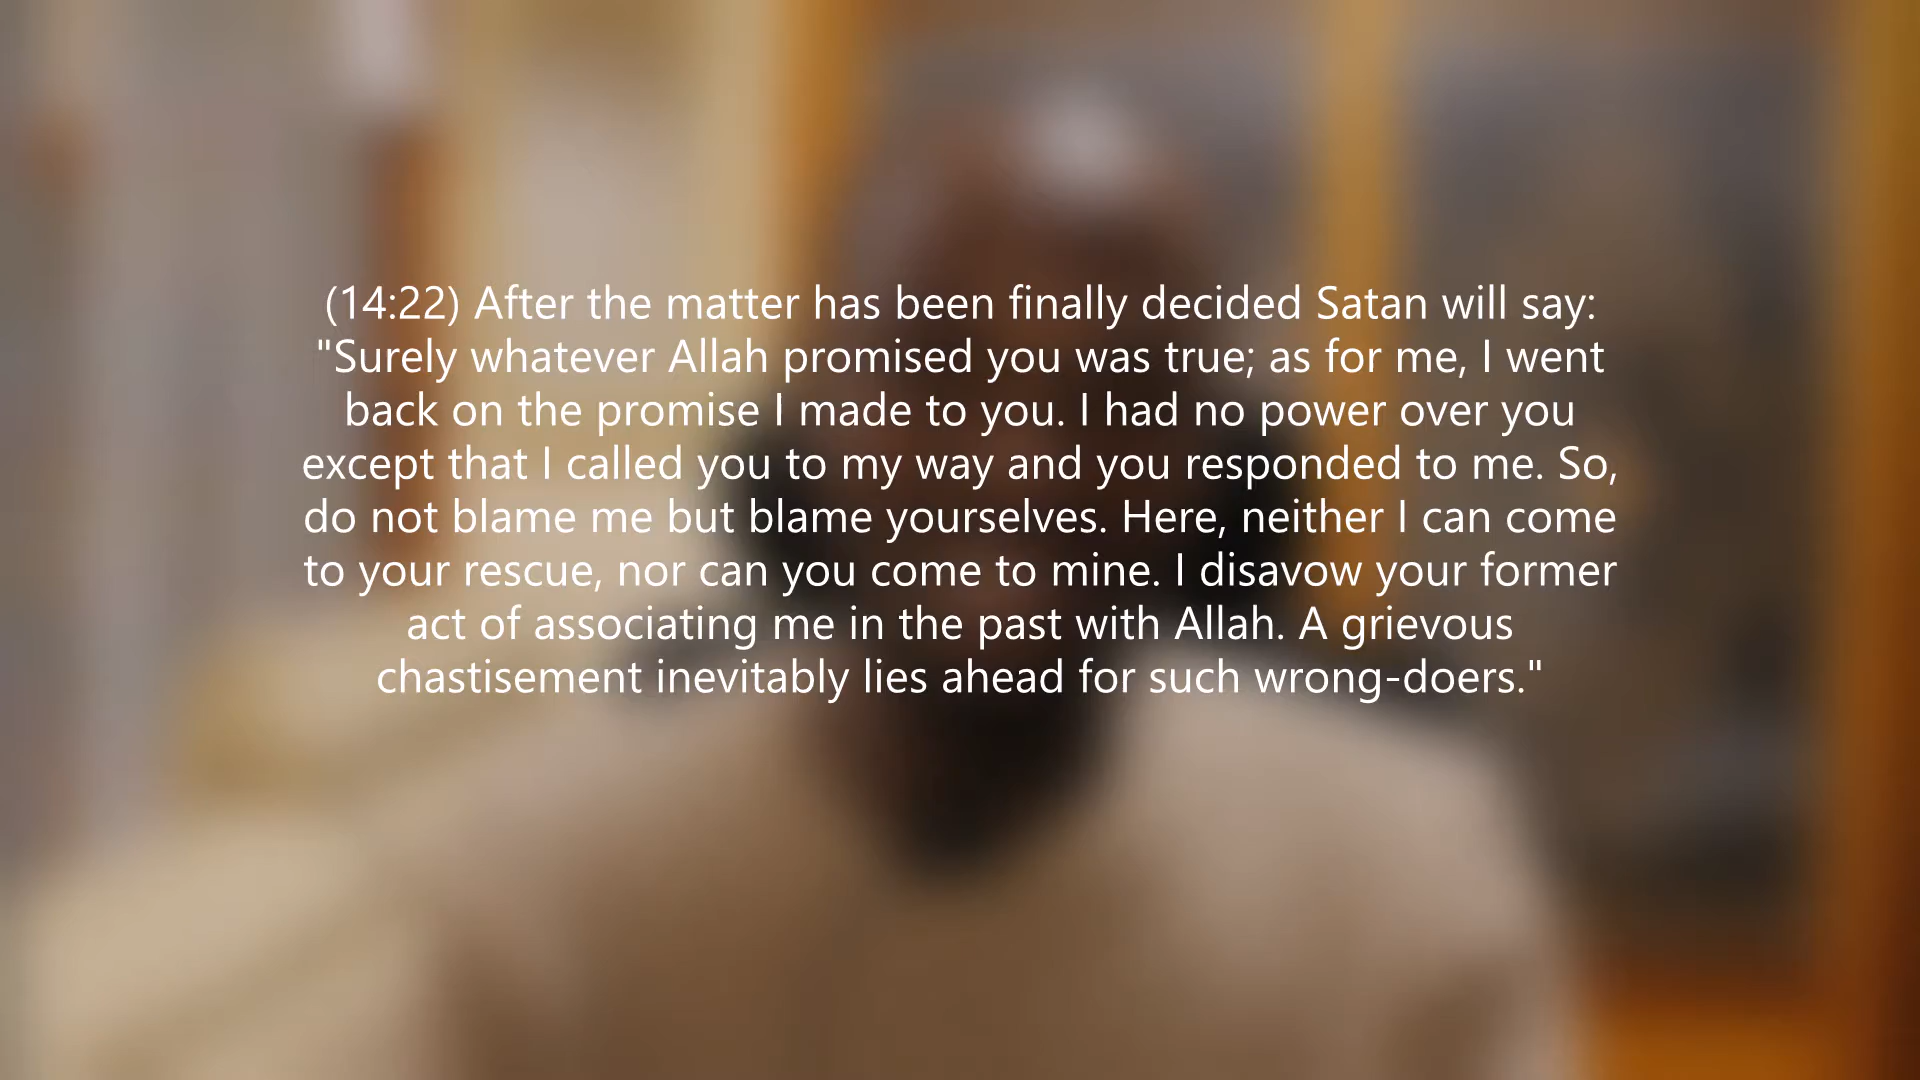 (14:22) After the matter has been finally decided Satan will say:
"Surely whatever Allah promised you was true; as for me, I went
back on the promise I made to you. I had no power over you
except that I called you to my way and you responded to me. So,
do not blame me but blame yourselves. Here, neither I can come
to your rescue, nor can you come to mine. I disavow your former
act of associating me in the past with Allah. A grievous
chastisement inevitably lies ahead for such wrong-doers."